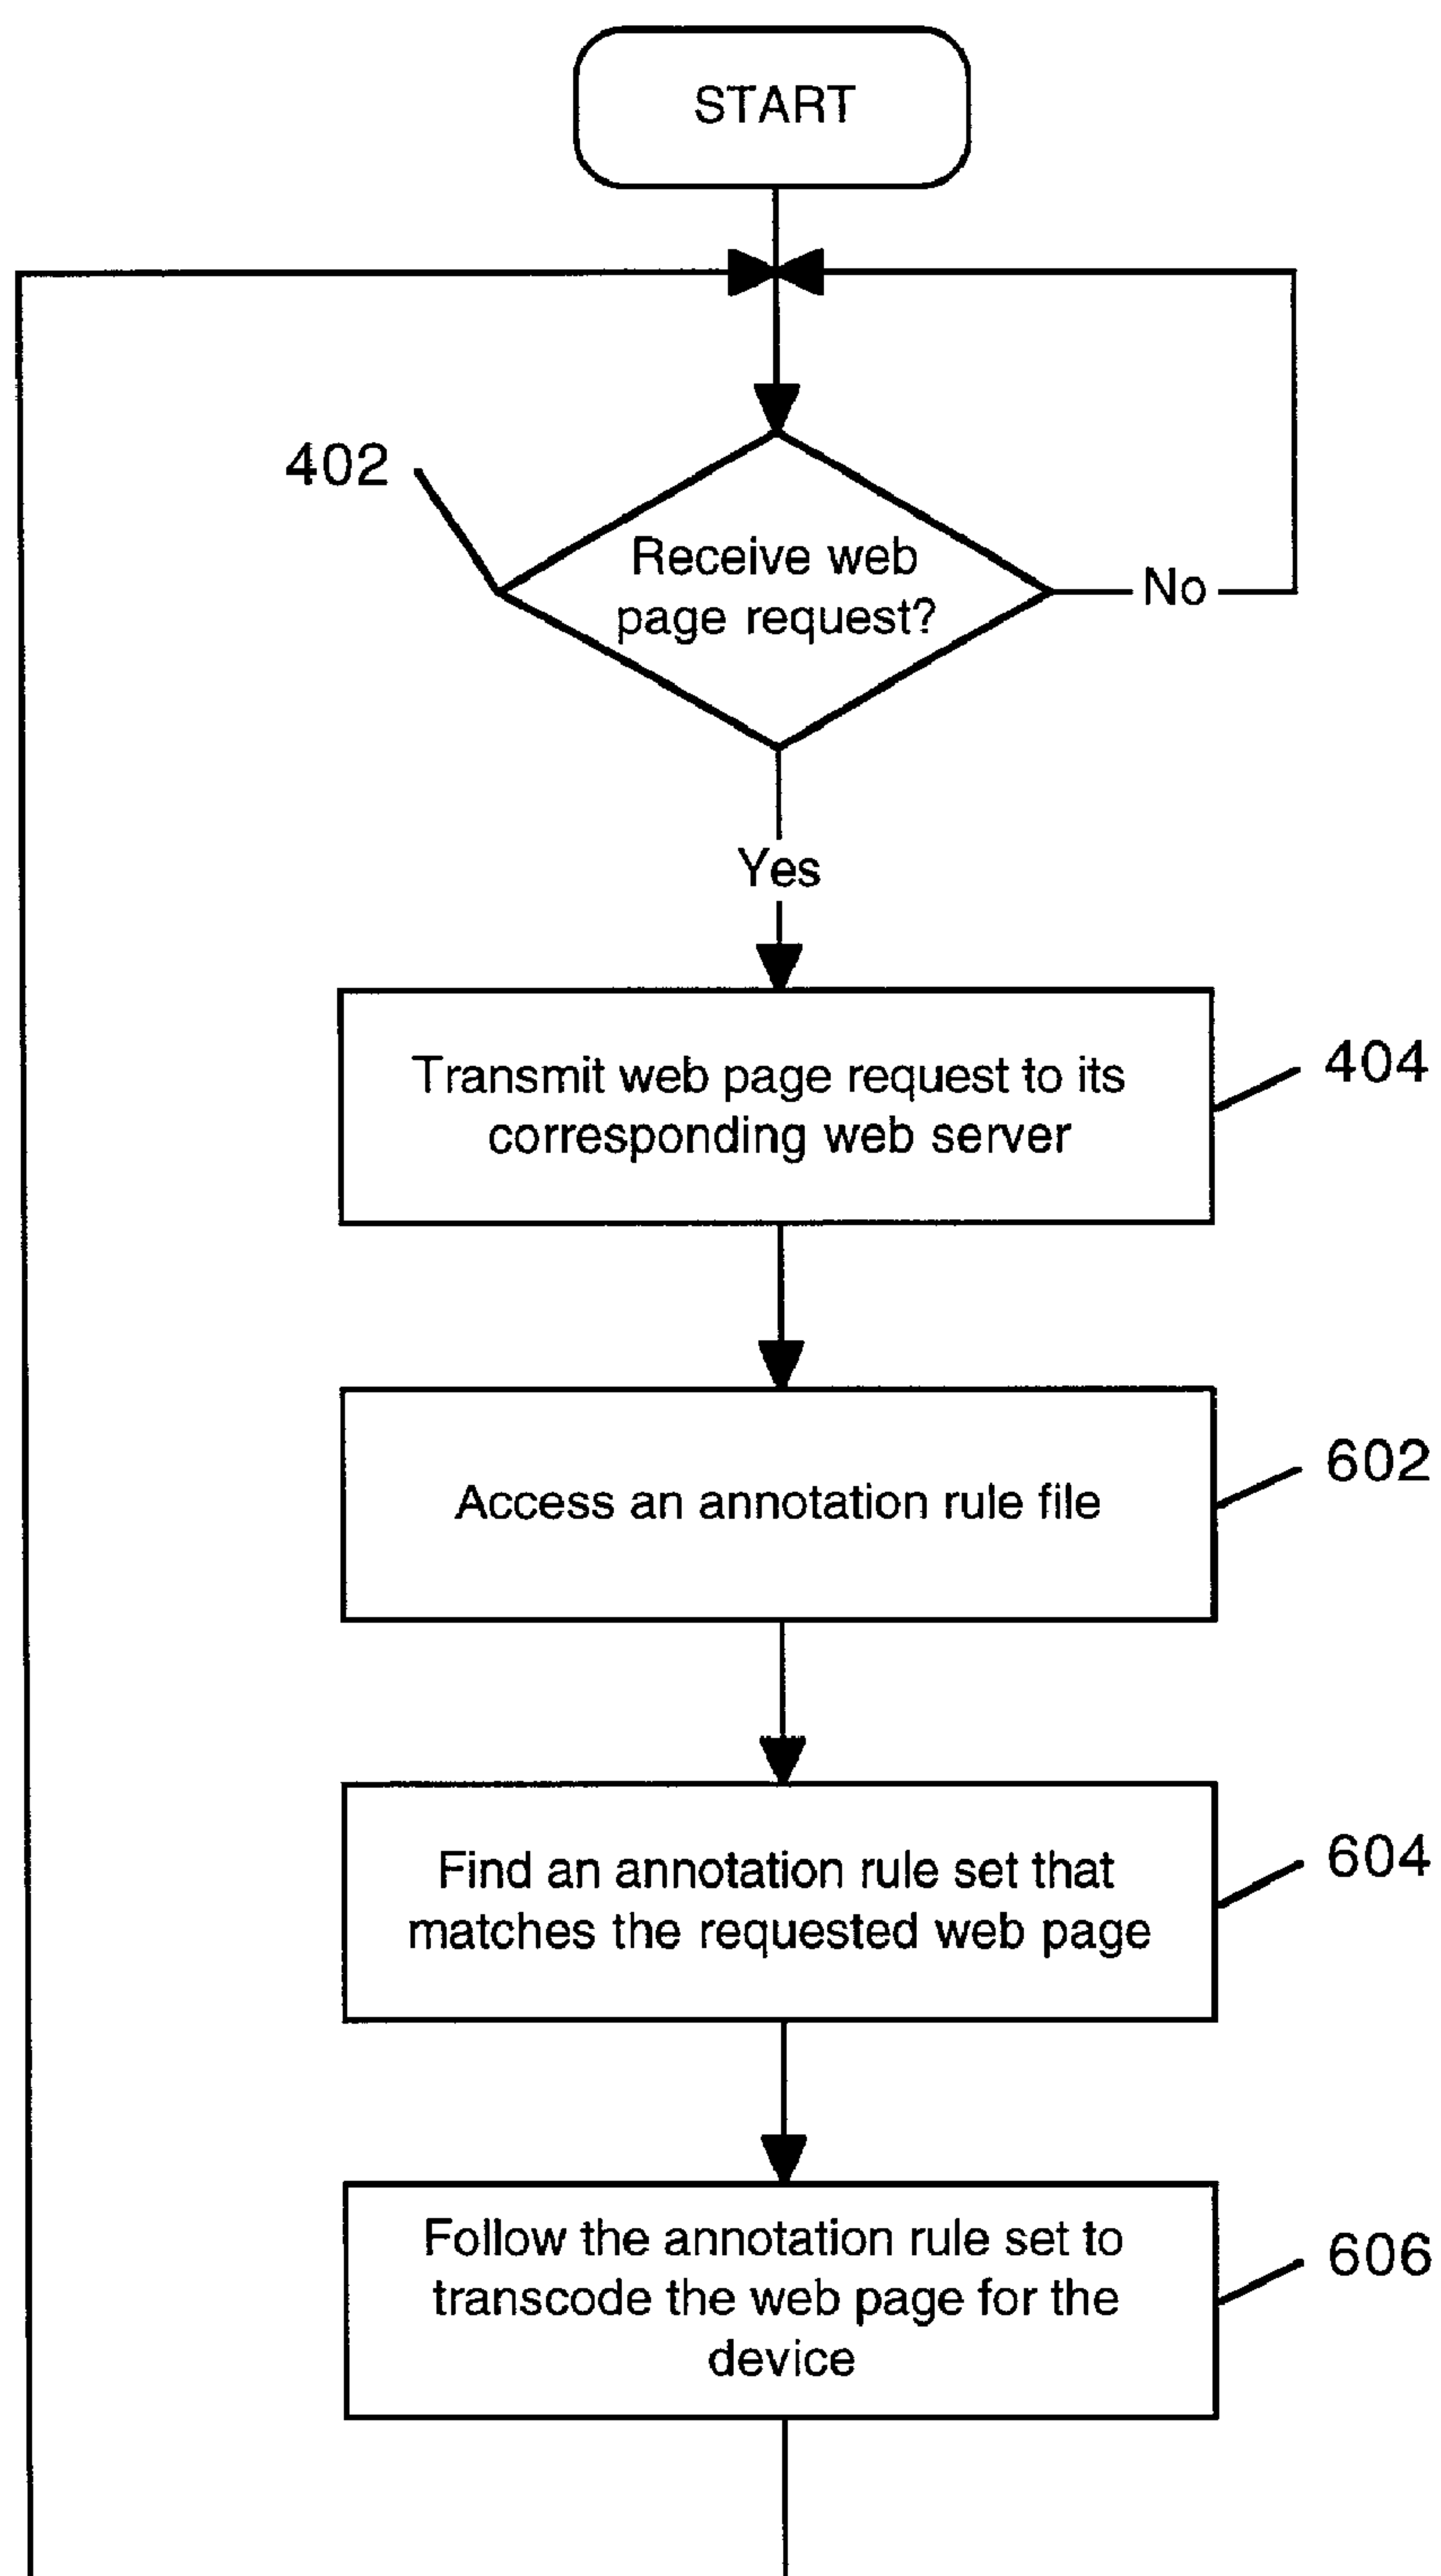 START
402
Receive web
page request?
No
Yes
Transmit web page request to its
corresponding web server
404
Access an annotation rule file
602
Find an annotation rule set that
matches the requested web page
604
Follow the annotation rule set to
transcode the web page for the
device
606